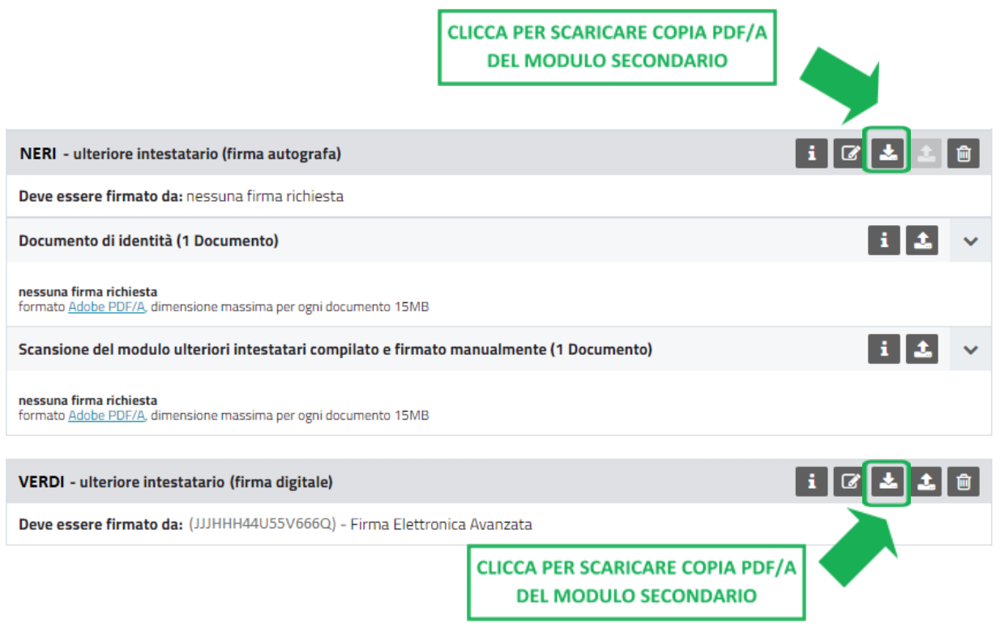 CLICCA PER SCARICARE COPIA PDF/A
DEL MODULO SECONDARIO
NERI - ulteriore intestatario (firma autografa)
Deve essere firmato da: nessuna firma richiesta
Documento di identità (1 Documento)
nessuna firma richiesta
formato Adobe PDF/A, dimensione massima per ogni documento 15MB
Scansione del modulo ulteriori intestatari compilato e firmato manualmente (1 Documento)
nessuna firma richiesta
formato Adobe PDF/A, dimensione massima per ogni documento 15MB
VERDI - ulteriore intestatario (firma digitale)
Deve essere firmato da: (JJJHHH44U55V666Q) - Firma Elettronica Avanzata
CLICCA PER SCARICARE COPIA PDF/A
DEL MODULO SECONDARIO